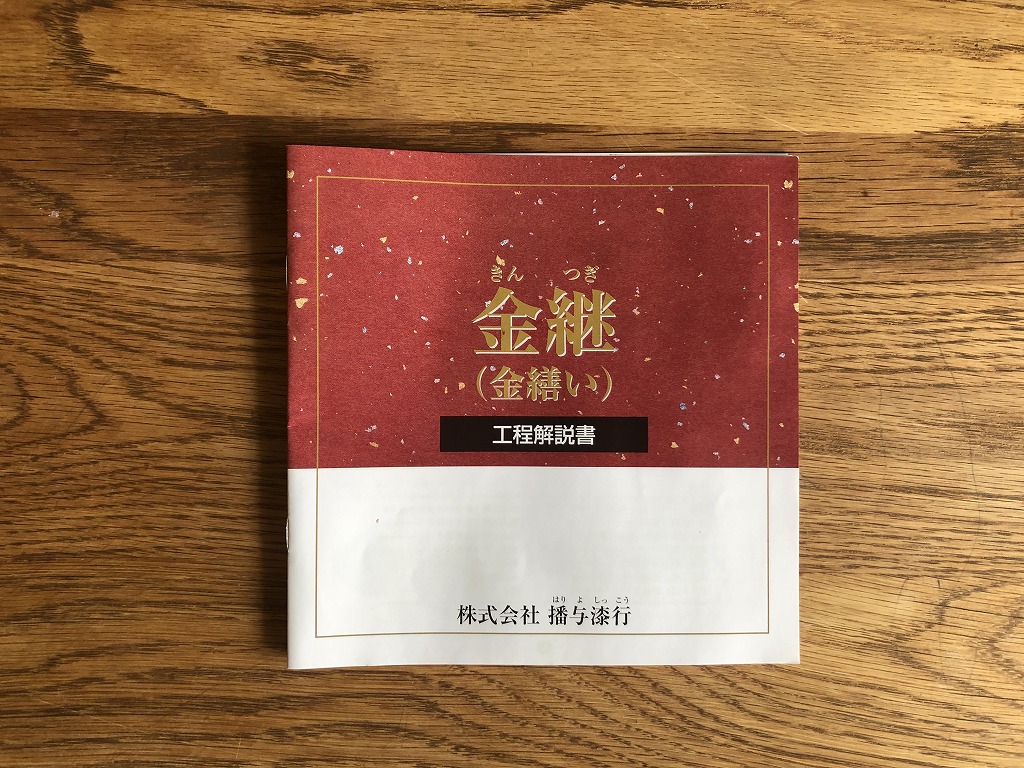 きん つぎ
金継
(金繕い)
工程解説書
はり よ しっ こう
株式会社 播与漆行